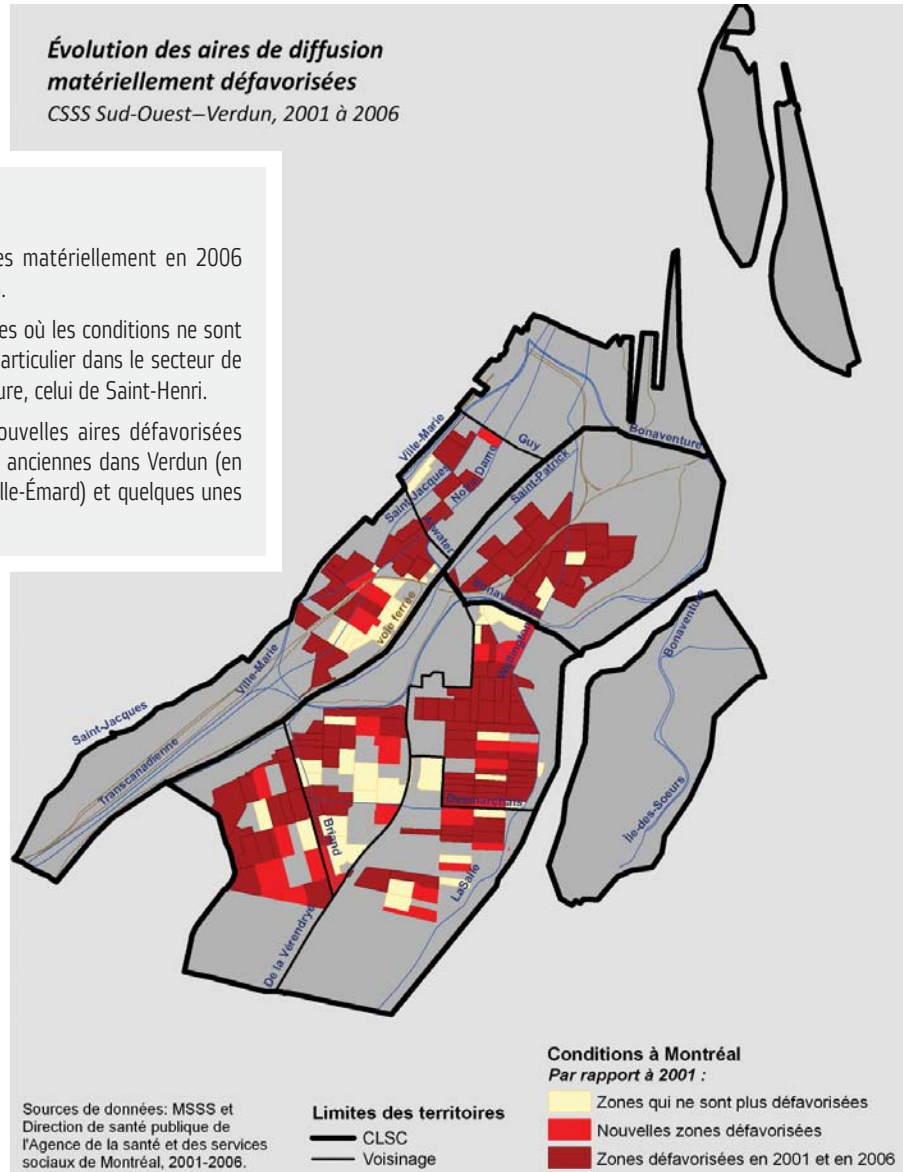 Évolution des aires de diffusion
matériellement défavorisées
CSSS Sud-Ouest–Verdun, 2001 à 2006
es matériellement en 2006
es où les conditions ne sont
articulier dans le secteur de
ure, celui de Saint-Henri.
ouvelles aires défavorisées
anciennes dans Verdun (en
lle-Émard) et quelques unes
Ville-Marie
Guy
Bonaventure
Saint-Jacques
Notre-Dame
Saint-Patrick
Atwater
Bonaventure
voie ferrée
Wellington
Bonaventure
Ville-Marie
Saint-Jacques
Transcanadienne
Desmarchais
Briand
Île-des-Soeurs
LaSalle
De la Vérendrye
Sources de données: MSSS et
Direction de santé publique de
l'Agence de la santé et des services
sociaux de Montréal, 2001-2006.
Limites des territoires
CLSC
Voisinage
Conditions à Montréal
Par rapport à 2001 :
Zones qui ne sont plus défavorisées
Nouvelles zones défavorisées
Zones défavorisées en 2001 et en 2006